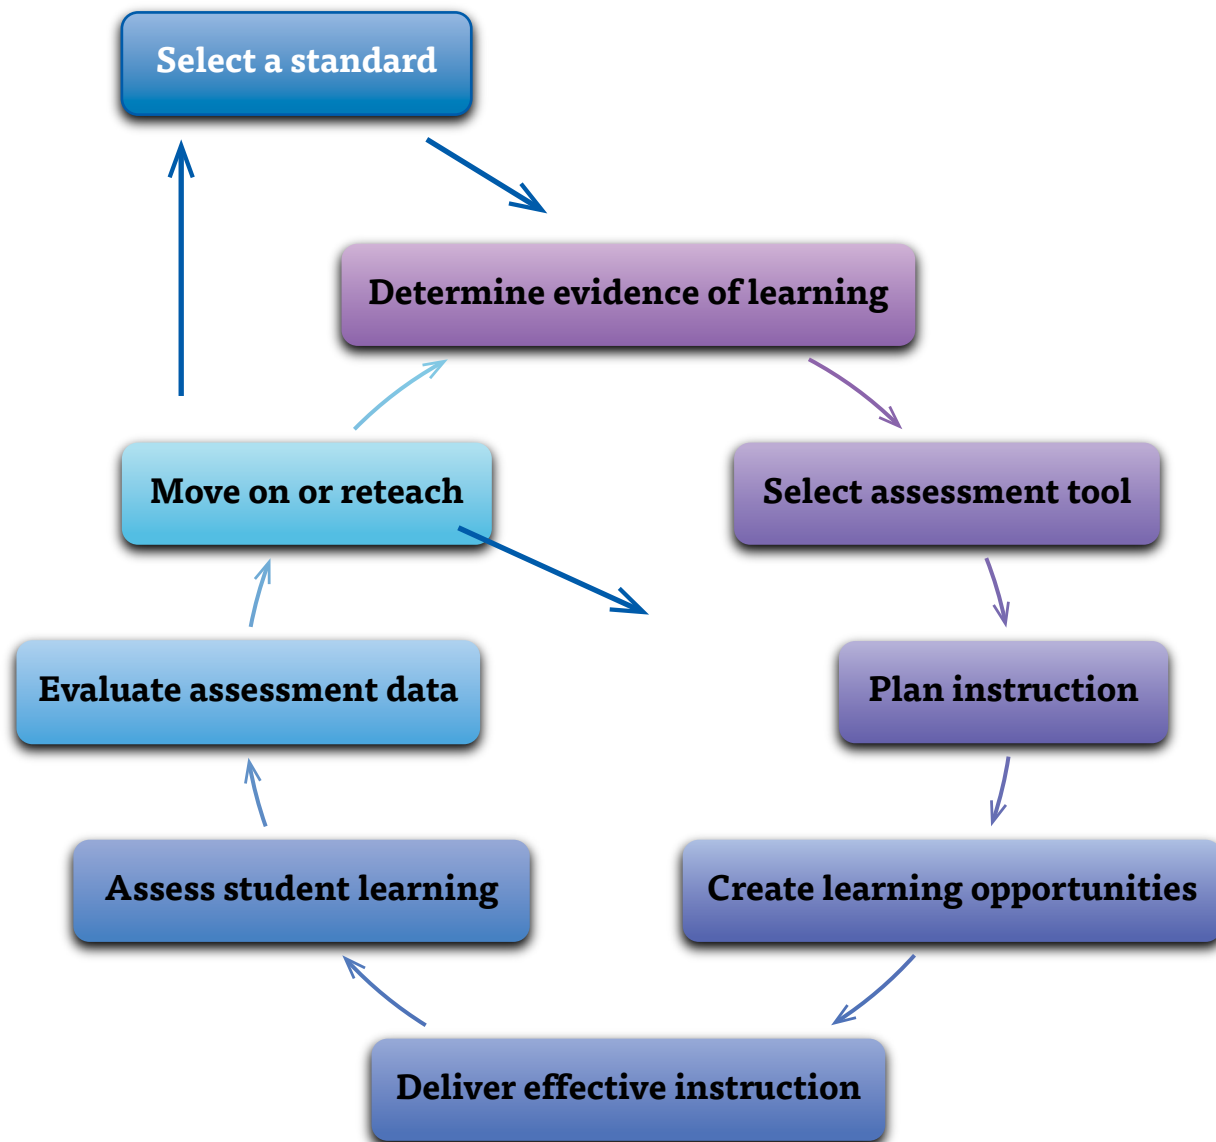 Select a standard
Determine evidence of learning
Move on or reteach
Select assessment tool
Evaluate assessment data
Plan instruction
Assess student learning
Create learning opportunities
Deliver effective instruction